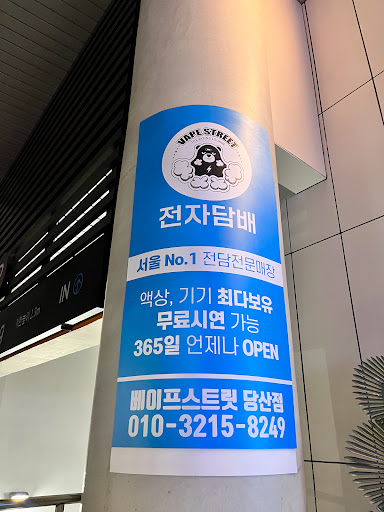 VAPE STREET
전자담배
서울 No.1 전담전문매장
액상, 기기 최다보유
무료시연 가능
365일 언제나 OPEN
베이프스트릿 당산점
010-3215-8249
IN